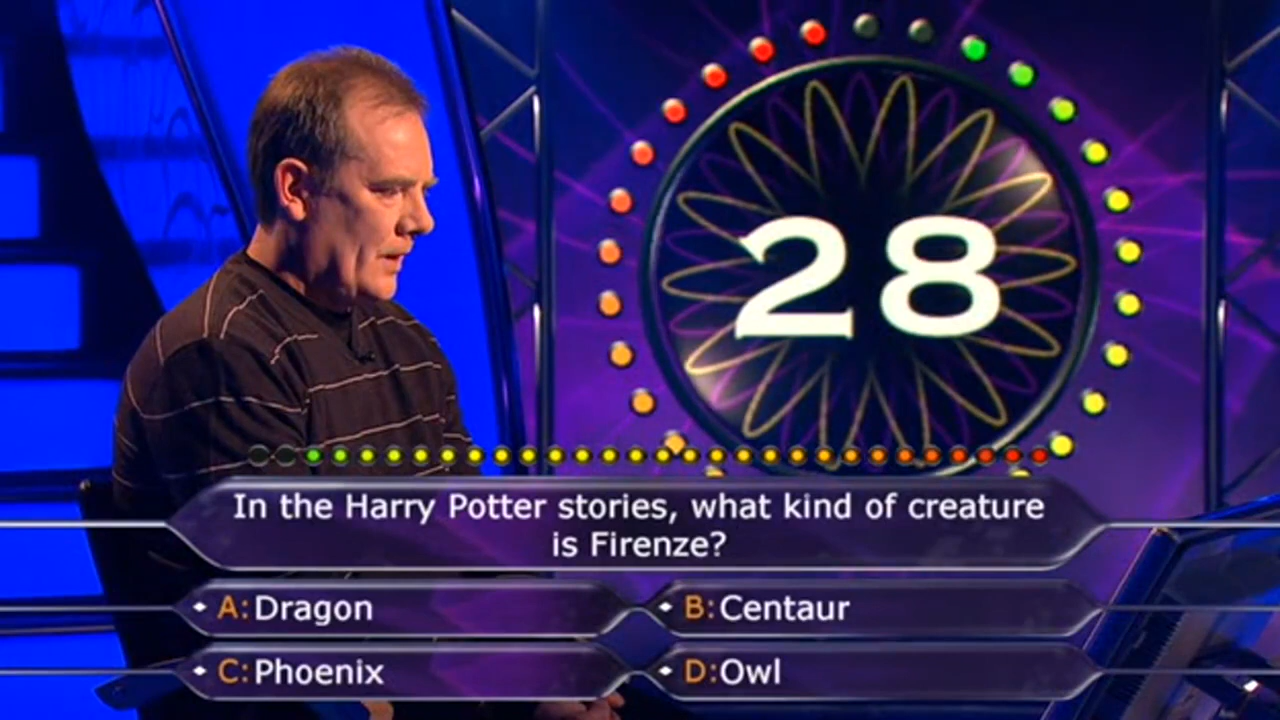 28
In the Harry Potter stories, what kind of creature
is Firenze?
A: Dragon
B: Centaur
C: Phoenix
D: Owl